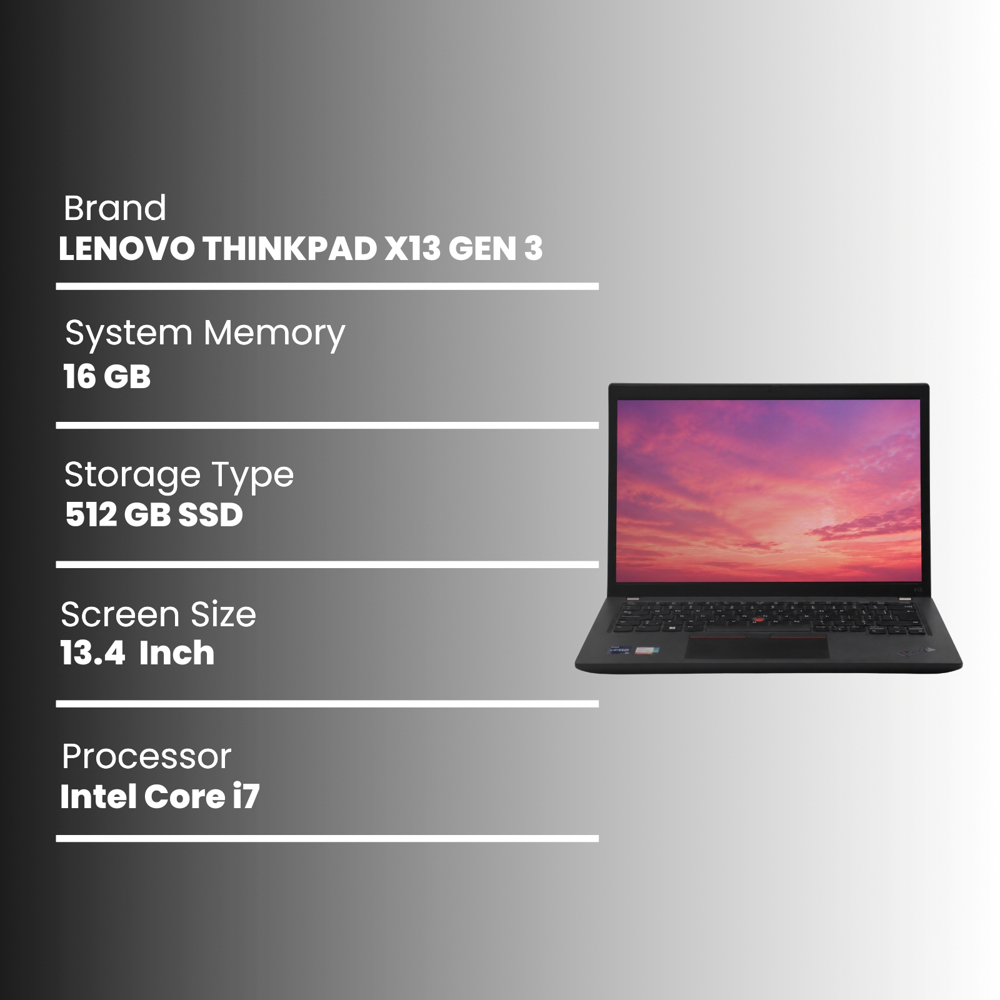 Brand
LENOVO THINKPAD X13 GEN 3
System Memory
16 GB
Storage Type
512 GB SSD
Screen Size
13.4 Inch
Processor
Intel Core i7
X13